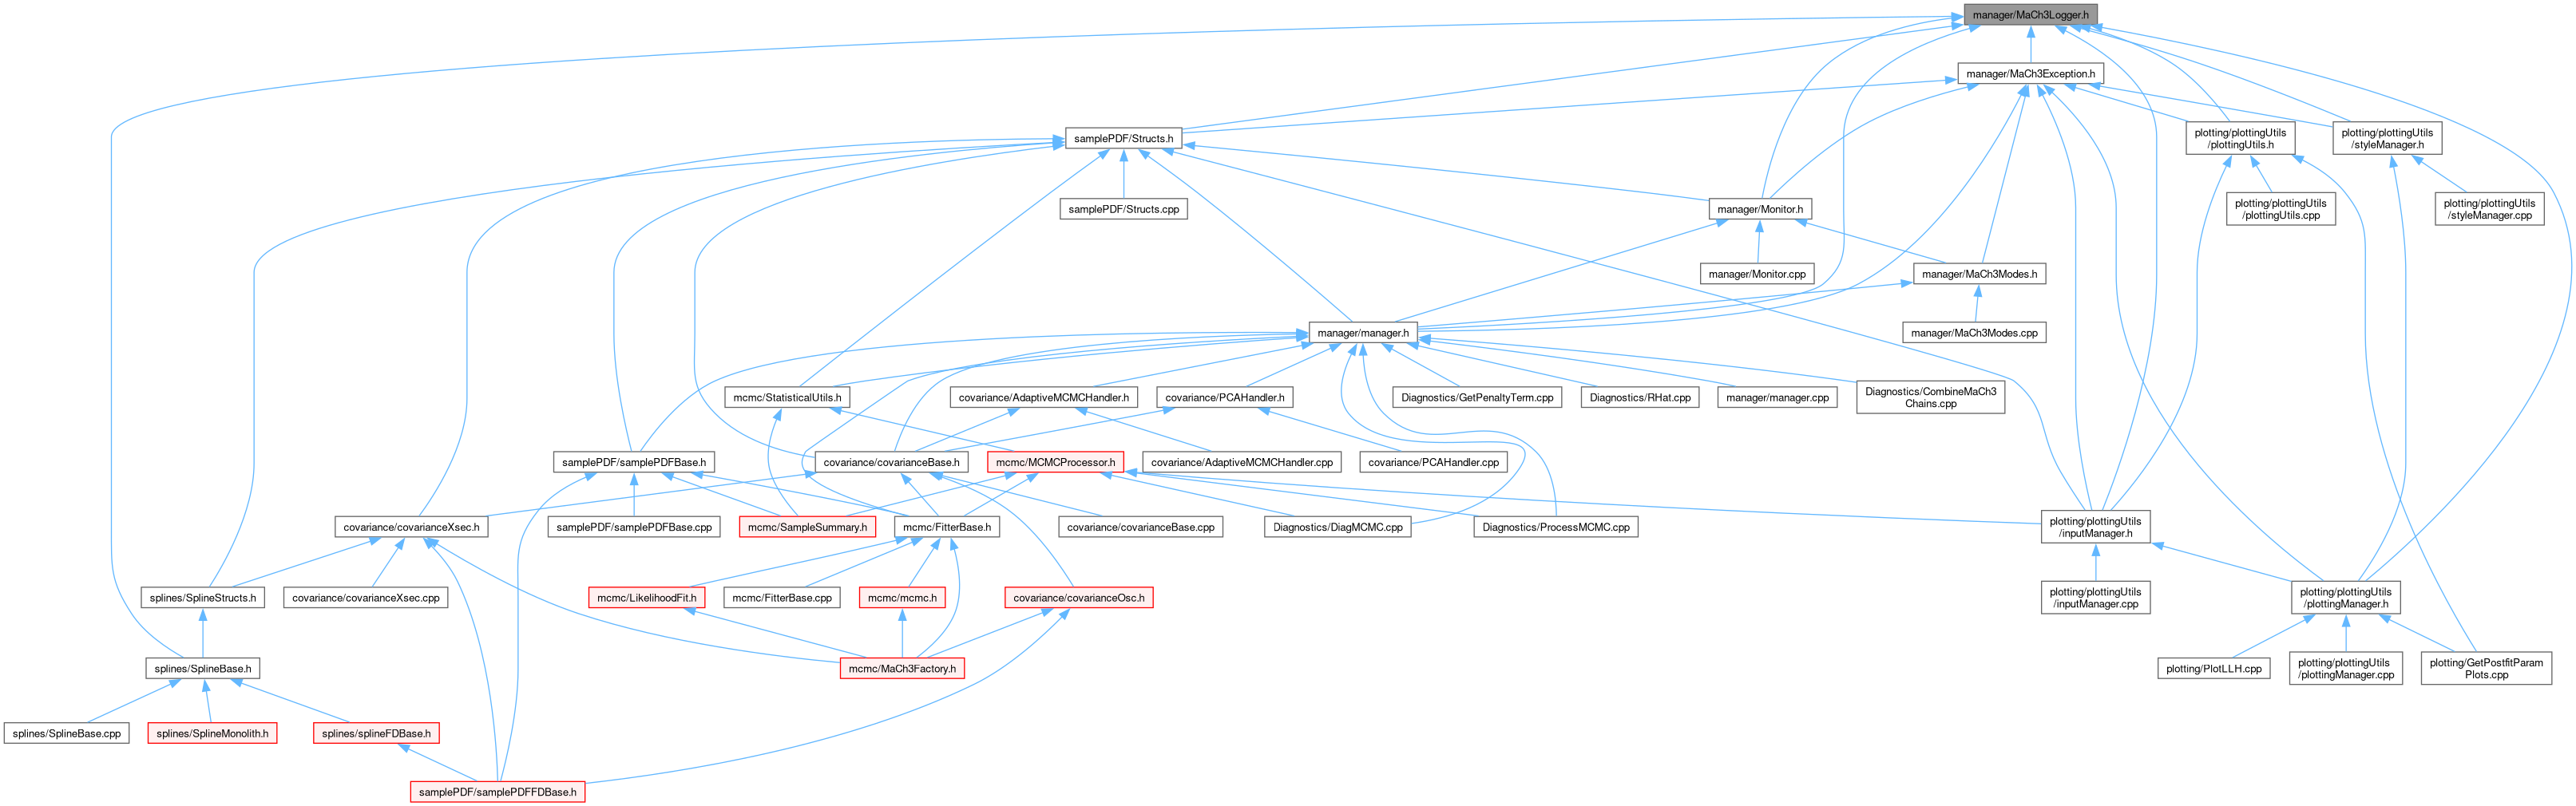 manager/MaCh3Logger.h
manager/MaCh3Exception.h
samplePDF/Structs.h
plotting/plottingUtils
/plottingUtils.h
plotting/plottingUtils
/styleManager.h
samplePDF/Structs.cpp
manager/Monitor.h
plotting/plottingUtils
/plottingUtils.cpp
plotting/plottingUtils
/styleManager.cpp
manager/Monitor.cpp
manager/MaCh3Modes.h
manager/manager.h
manager/MaCh3Modes.cpp
mcmc/StatisticalUtils.h
covariance/AdaptiveMCMCHandler.h
covariance/PCAHandler.h
Diagnostics/GetPenaltyTerm.cpp
Diagnostics/RHat.cpp
manager/manager.cpp
Diagnostics/CombineMaCh3
Chains.cpp
samplePDF/samplePDFBase.h
covariance/covarianceBase.h
mcmc/MCMCProcessor.h
covariance/AdaptiveMCMCHandler.cpp
covariance/PCAHandler.cpp
covariance/covarianceXsec.h
samplePDF/samplePDFBase.cpp
mcmc/SampleSummary.h
mcmc/FitterBase.h
covariance/covarianceBase.cpp
Diagnostics/DiagMCMC.cpp
Diagnostics/ProcessMCMC.cpp
plotting/plottingUtils
/inputManager.h
splines/SplineStructs.h
covariance/covarianceXsec.cpp
mcmc/LikelihoodFit.h
mcmc/FitterBase.cpp
mcmc/mcmc.h
covariance/covarianceOsc.h
plotting/plottingUtils
/inputManager.cpp
plotting/plottingUtils
/plottingManager.h
splines/SplineBase.h
mcmc/MaCh3Factory.h
plotting/PlotLLH.cpp
plotting/plottingUtils
/plottingManager.cpp
plotting/GetPostfitParam
Plots.cpp
splines/SplineBase.cpp
splines/SplineMonolith.h
splines/splineFDBase.h
samplePDF/samplePDFFDBase.h